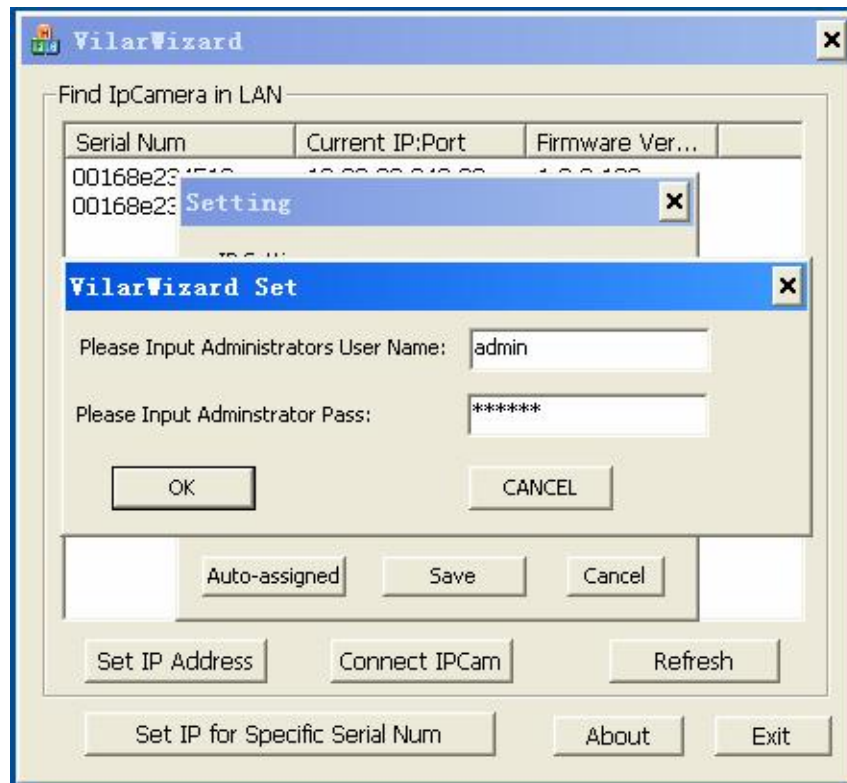 VilarWizard
Find IpCamera in LAN
Serial Num Current IP:Port Firmware Ver...
00168e23
00168e23
Setting
VilarWizard Set
Please Input Administrators User Name: admin
Please Input Adminstrator Pass: ******
OK CANCEL
Auto-assigned Save Cancel
Set IP Address Connect IPCam Refresh
Set IP for Specific Serial Num About Exit